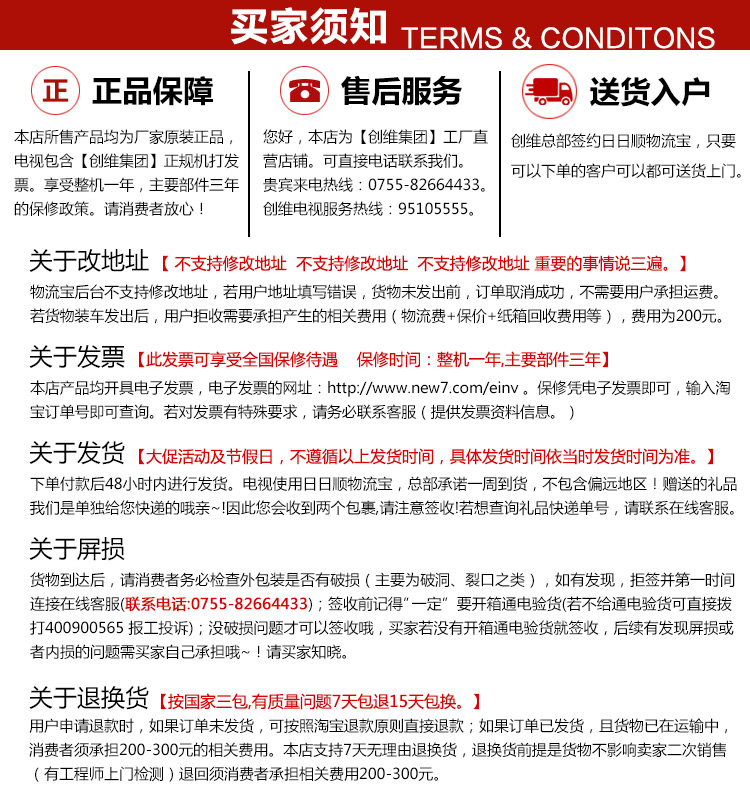 买家须知 TERMS & CONDITONS
正 正品保障
本店所售产品均为厂家原装正品，
电视包含【创维集团】正规机打发
票。享受整机一年，主要部件三年
的保修政策。请消费者放心！
售后服务
您好，本店为【创维集团】工厂直
营店铺。可直接电话联系我们。
贵宾来电热线：0755-82664433。
创维电视服务热线：95105555。
送货入户
创维总部签约日日顺物流宝，只要
可以下单的客户可以都可送货上门。
关于改地址【 不支持修改地址 不支持修改地址 不支持修改地址 重要的事情说三遍。】
物流宝后台不支持修改地址，若用户地址填写错误，货物未发出前，订单取消成功，不需要用户承担运费。
若货物装车发出后，用户拒收需要承担产生的相关费用（物流费+保价+纸箱回收费用等），费用为200元。
关于发票【此发票可享受全国保修待遇 保修时间：整机一年,主要部件三年】
本店产品均开具电子发票，电子发票的网址：http://www.new7.com/einv 。保修凭电子发票即可，输入淘
宝订单号即可查询。若对发票有特殊要求，请务必联系客服（提供发票资料信息。）
关于发货【大促活动及节假日，不遵循以上发货时间，具体发货时间依当时发货时间为准。】
下单付款后48小时内进行发货。电视使用日日顺物流宝，总部承诺一周到货，不包含偏远地区！赠送的礼品
我们是单独给您快递的哦亲~!因此您会收到两个包裹,请注意签收!若想查询礼品快递单号，请联系在线客服。
关于屏损
货物到达后，请消费者务必检查外包装是否有破损（主要为破洞、裂口之类），如有发现，拒签并第一时间
连接在线客服(联系电话:0755-82664433)；签收前记得”一定”要开箱通电验货(若不给通电验货可直接拨
打400900565 报工投诉)；没破损问题才可以签收哦，买家若没有开箱通电验货就签收，后续有发现屏损或
者内损的问题需买家自己承担哦~！请买家知晓。
关于退换货【按国家三包,有质量问题7天包退15天包换。】
用户申请退款时，如果订单未发货，可按照淘宝退款原则直接退款；如果订单已发货，且货物已在运输中，
消费者须承担200-300元的相关费用。本店支持7天无理由退换货，退换货前提是货物不影响卖家二次销售
（有工程师上门检测）退回须消费者承担相关费用200-300元。